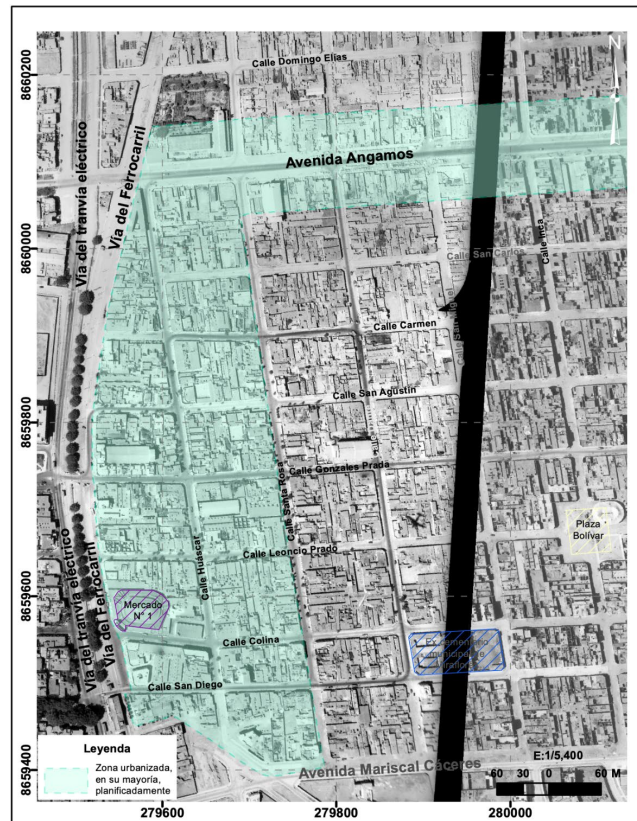 8660200
8660000
8659800
8659600
8659400
279600
279800
280000
N
Calle Domingo Elías
Avenida Angamos
Vía del tranvía eléctrico
Vía del Ferrocarril
Calle San Carlos
Calle Inca
Calle San Miguel
Calle Carmen
Calle San Agustín
Calle Gonzales Prada
Calle Santa Rosa
Calle Leoncio Prado
Calle Huáscar
Plaza
Bolívar
Vía del tranvía eléctrico
Vía del Ferrocarril
Mercado
N° 1
Calle Colina
Calle San Diego
Avenida Mariscal Cáceres
Leyenda
Zona urbanizada,
en su mayoría,
planificadamente
E:1/5,400
60 30 0 60 M